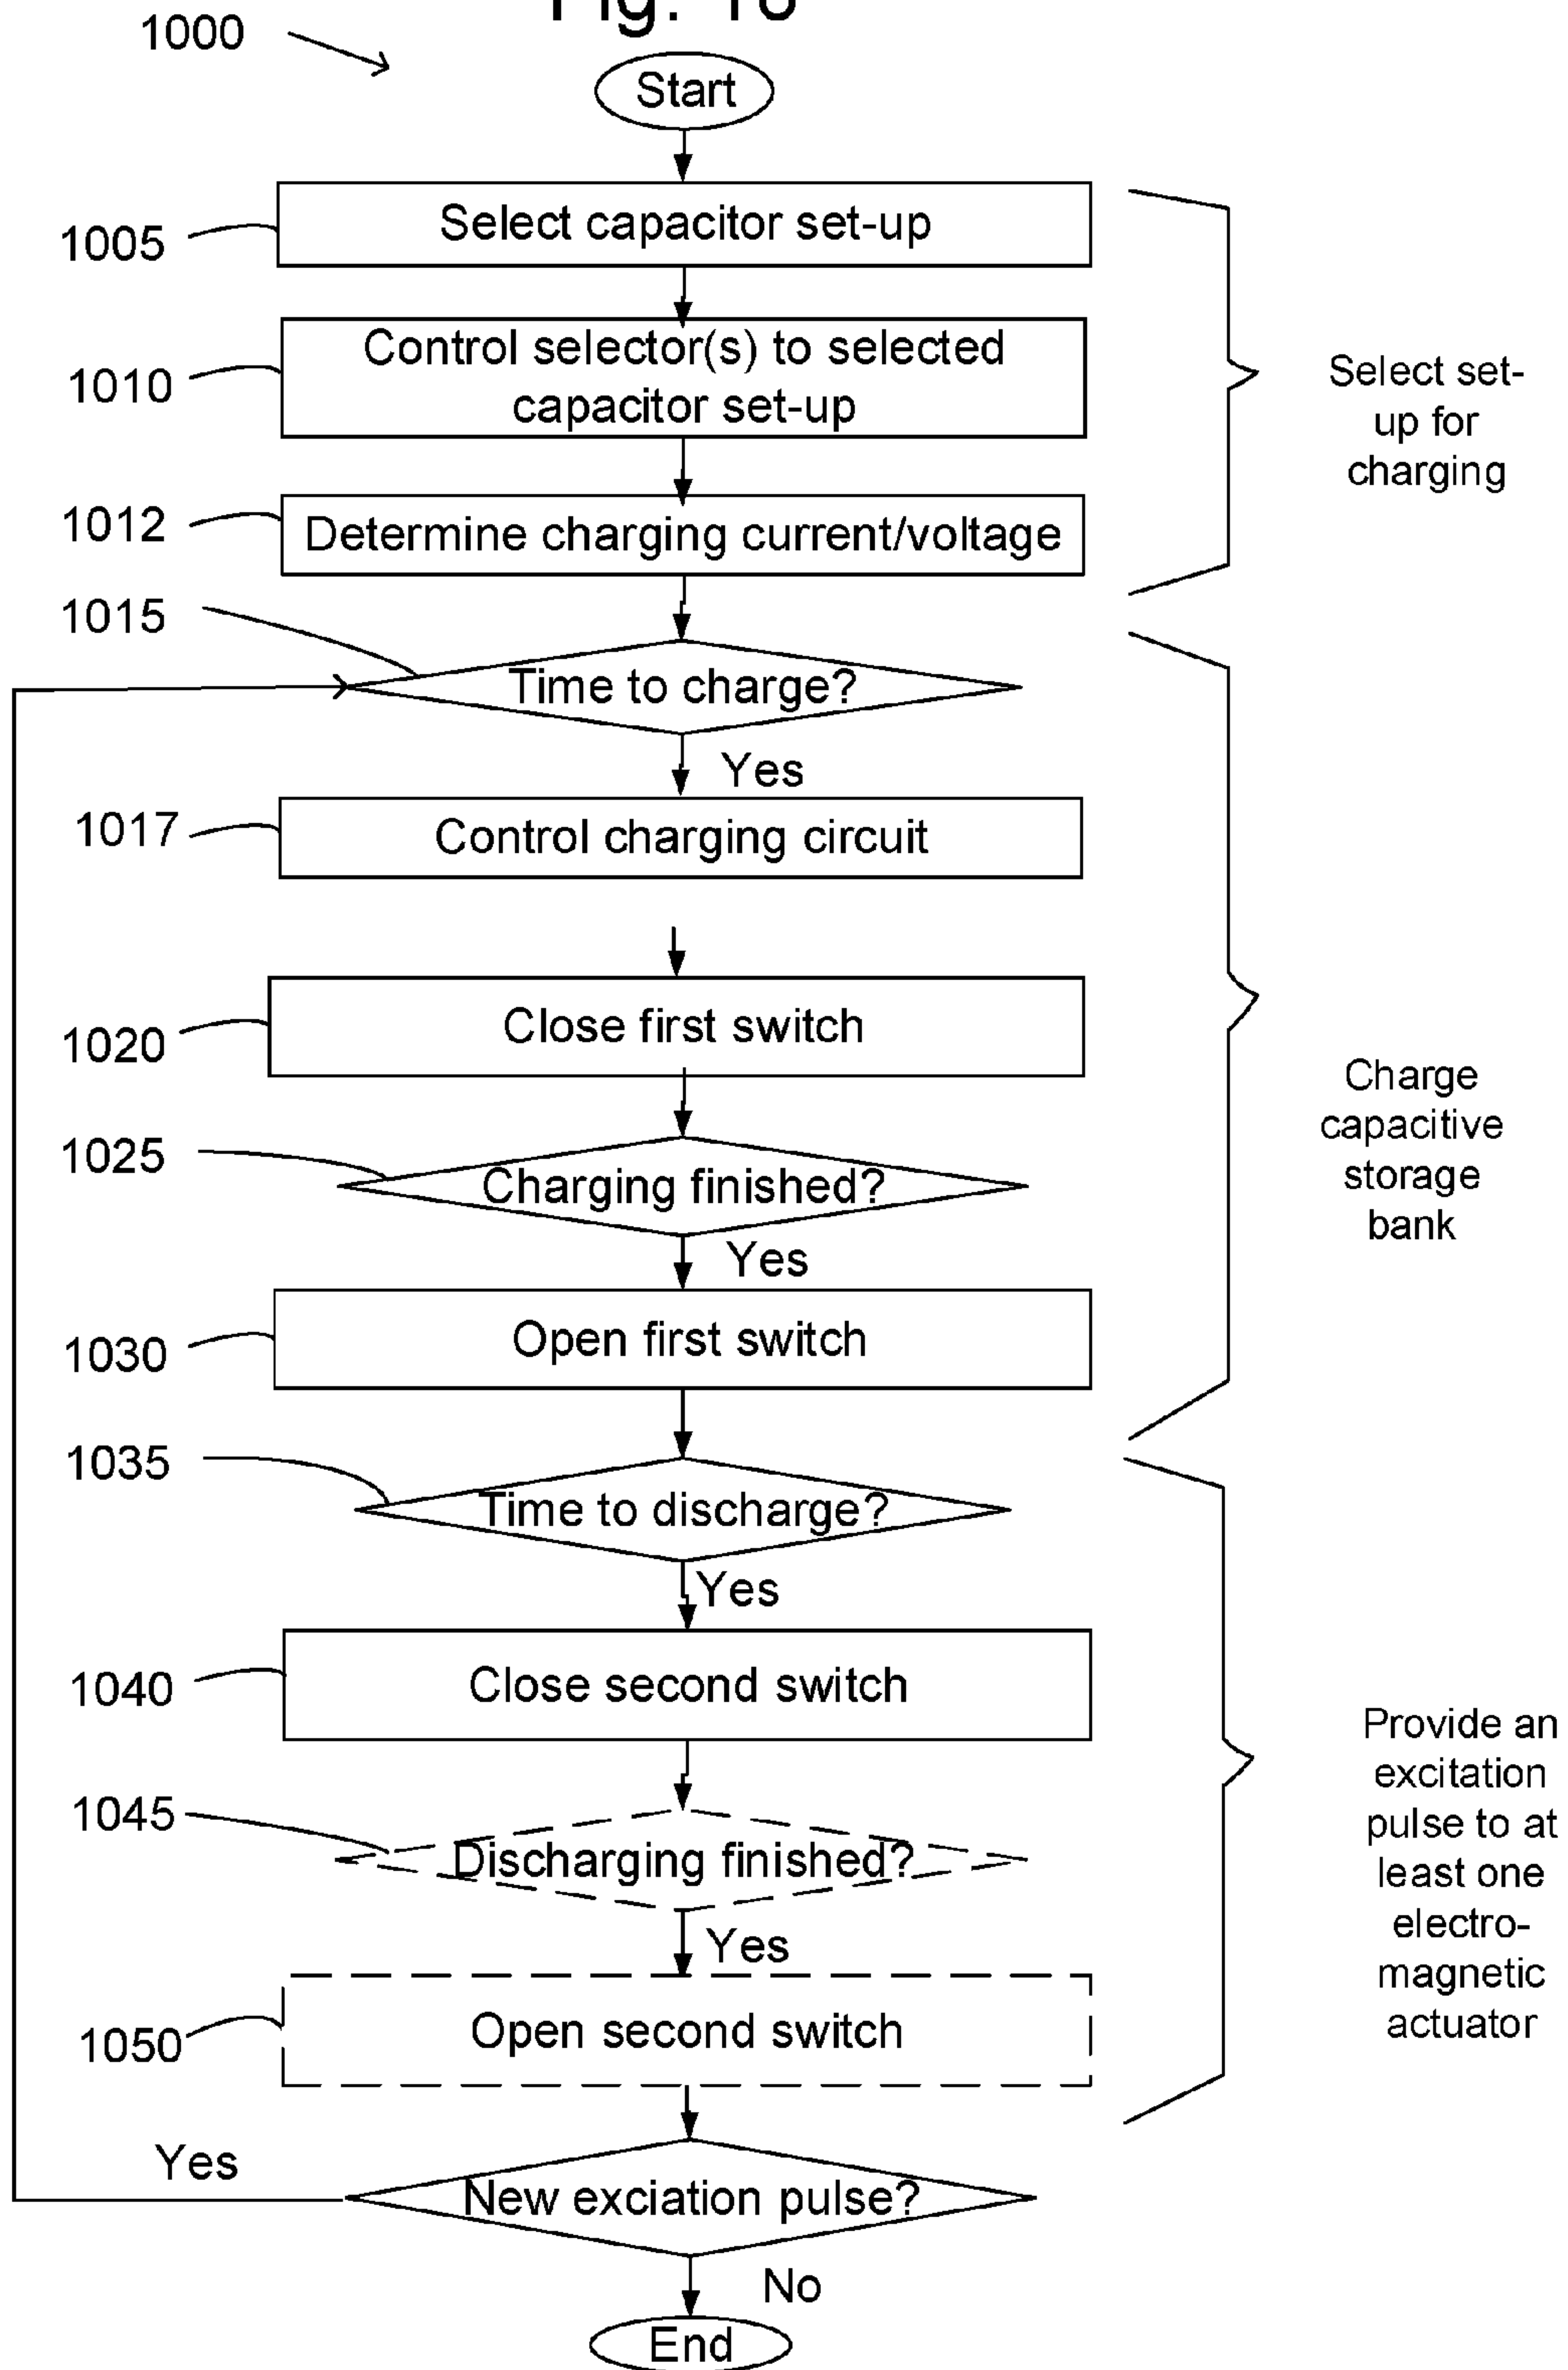 1000
Start
1005
Select capacitor set-up
1010
Control selector(s) to selected
capacitor set-up
Select set-
up for
charging
1012
Determine charging current/voltage
1015
Time to charge?
Yes
1017
Control charging circuit
1020
Close first switch
Charge
capacitive
storage
bank
1025
Charging finished?
Yes
1030
Open first switch
1035
Time to discharge?
Yes
1040
Close second switch
Provide an
excitation
pulse to at
least one
electro-
magnetic
actuator
1045
Discharging finished?
Yes
1050
Open second switch
Yes
New exciation pulse?
No
End